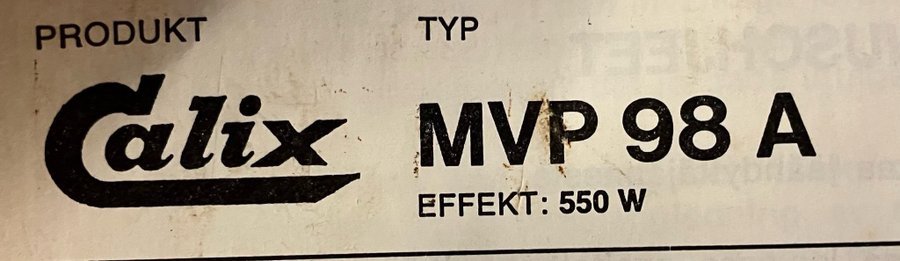 PRODUKT TYP
Calix MVP 98 A
EFFEKT: 550 W